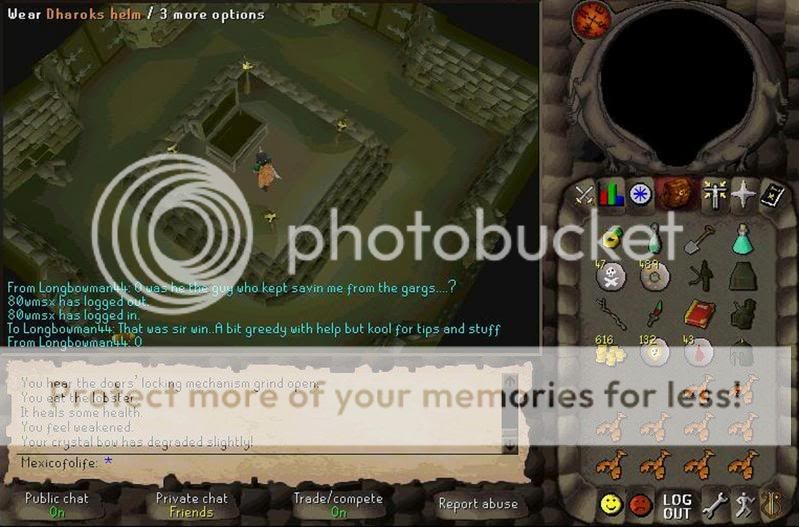 Wear Dharoks helm / 3 more options
photobucket
From Longbowman44: O was he the guy who kept savin me from the gargs....?
80wmsx has logged out.
80wmsx has logged in.
To Longbowman44: That was sir win..A bit greedy with help but kool for tips and stuff
From Longbowman44: O
Protect more of your memories for less!
You hear the doors' locking mechanism grind open.
You eat the lobster.
It heals some health.
You feel weakened.
Your crystal bow has degraded slightly!
Mexicofolife: *
47
616
132
43
Public chat
On
Private chat
Friends
Trade/compete
On
Report abuse
LOG
OUT